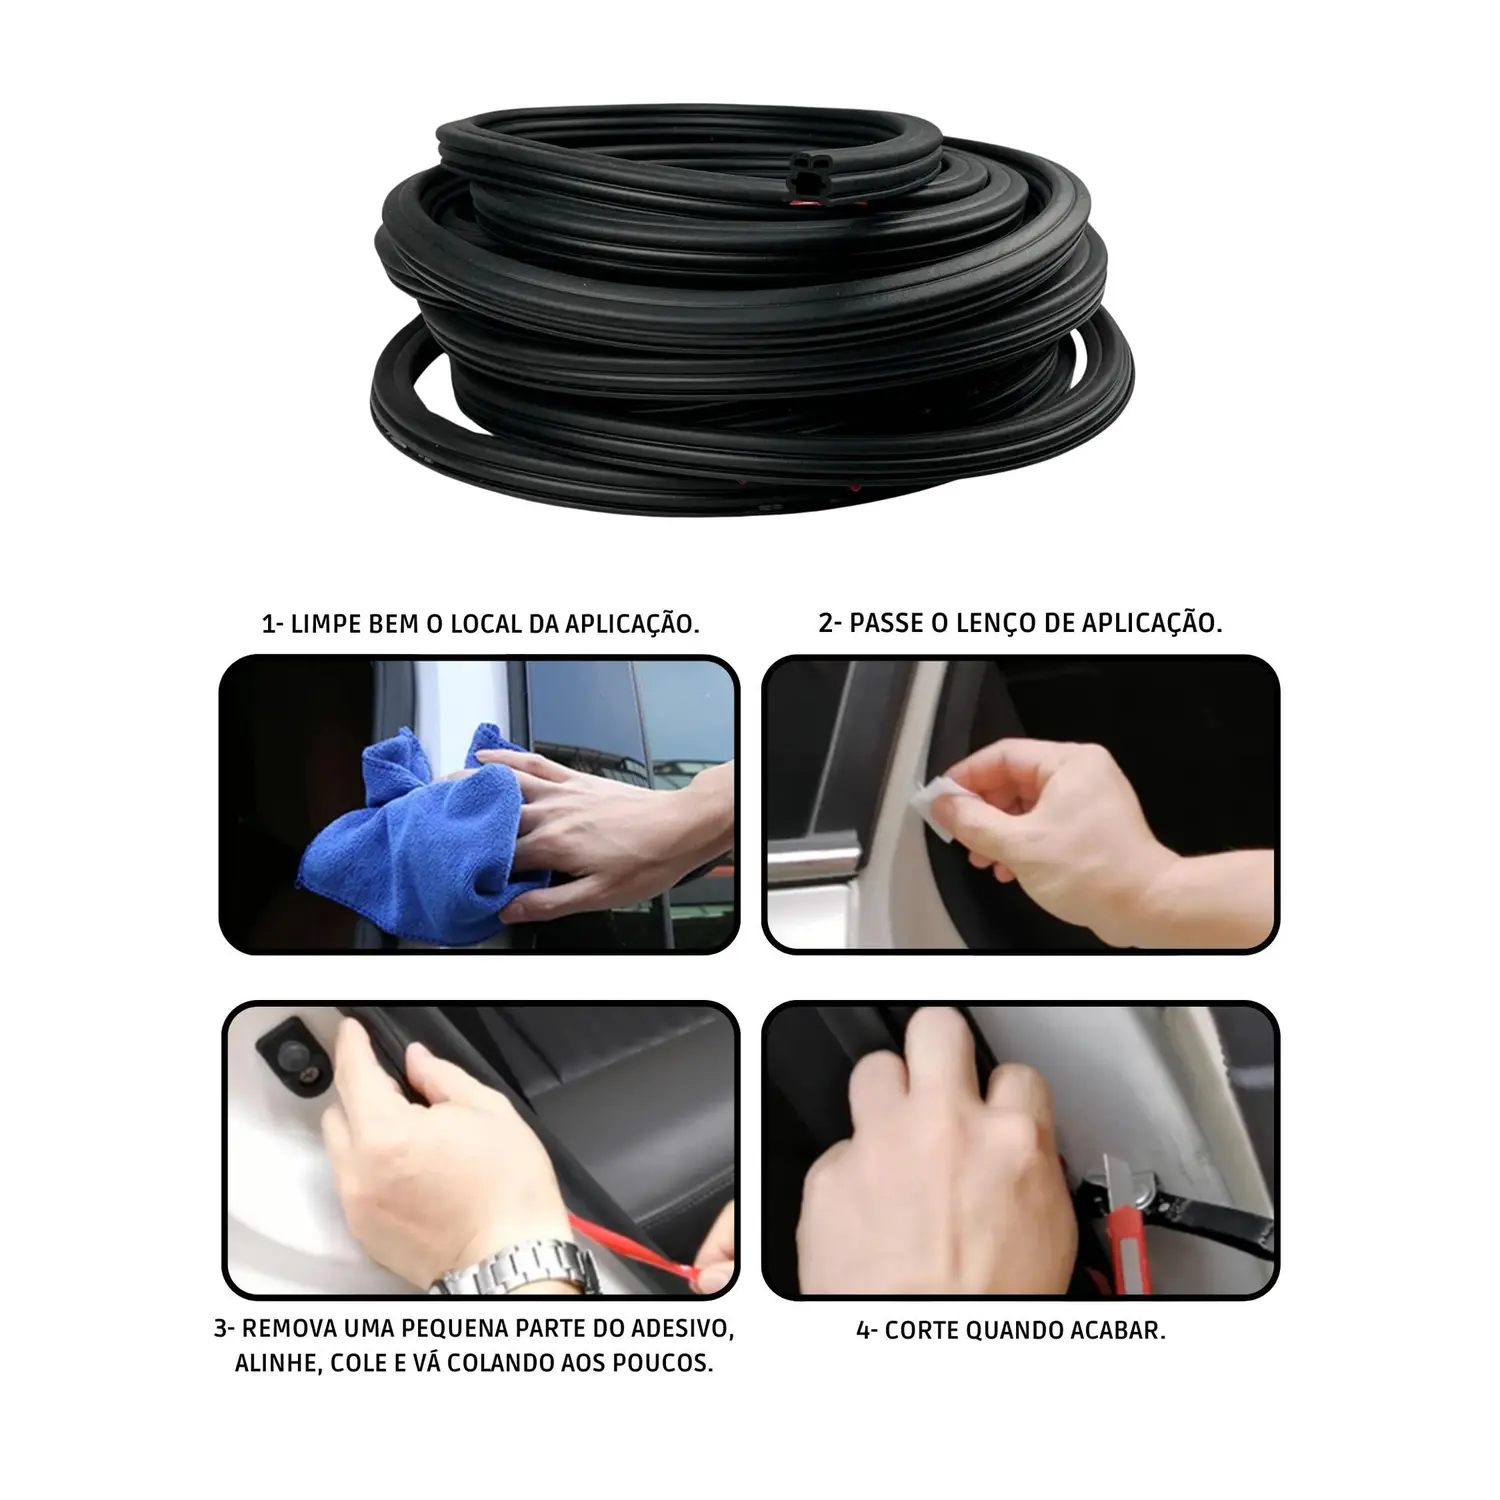 1- LIMPE BEM O LOCAL DA APLICAÇÃO.
2- PASSE O LENÇO DE APLICAÇÃO.
3- REMOVA UMA PEQUENA PARTE DO ADESIVO,
ALINHE, COLE E VÁ COLANDO AOS POUCOS.
4- CORTE QUANDO ACABAR.